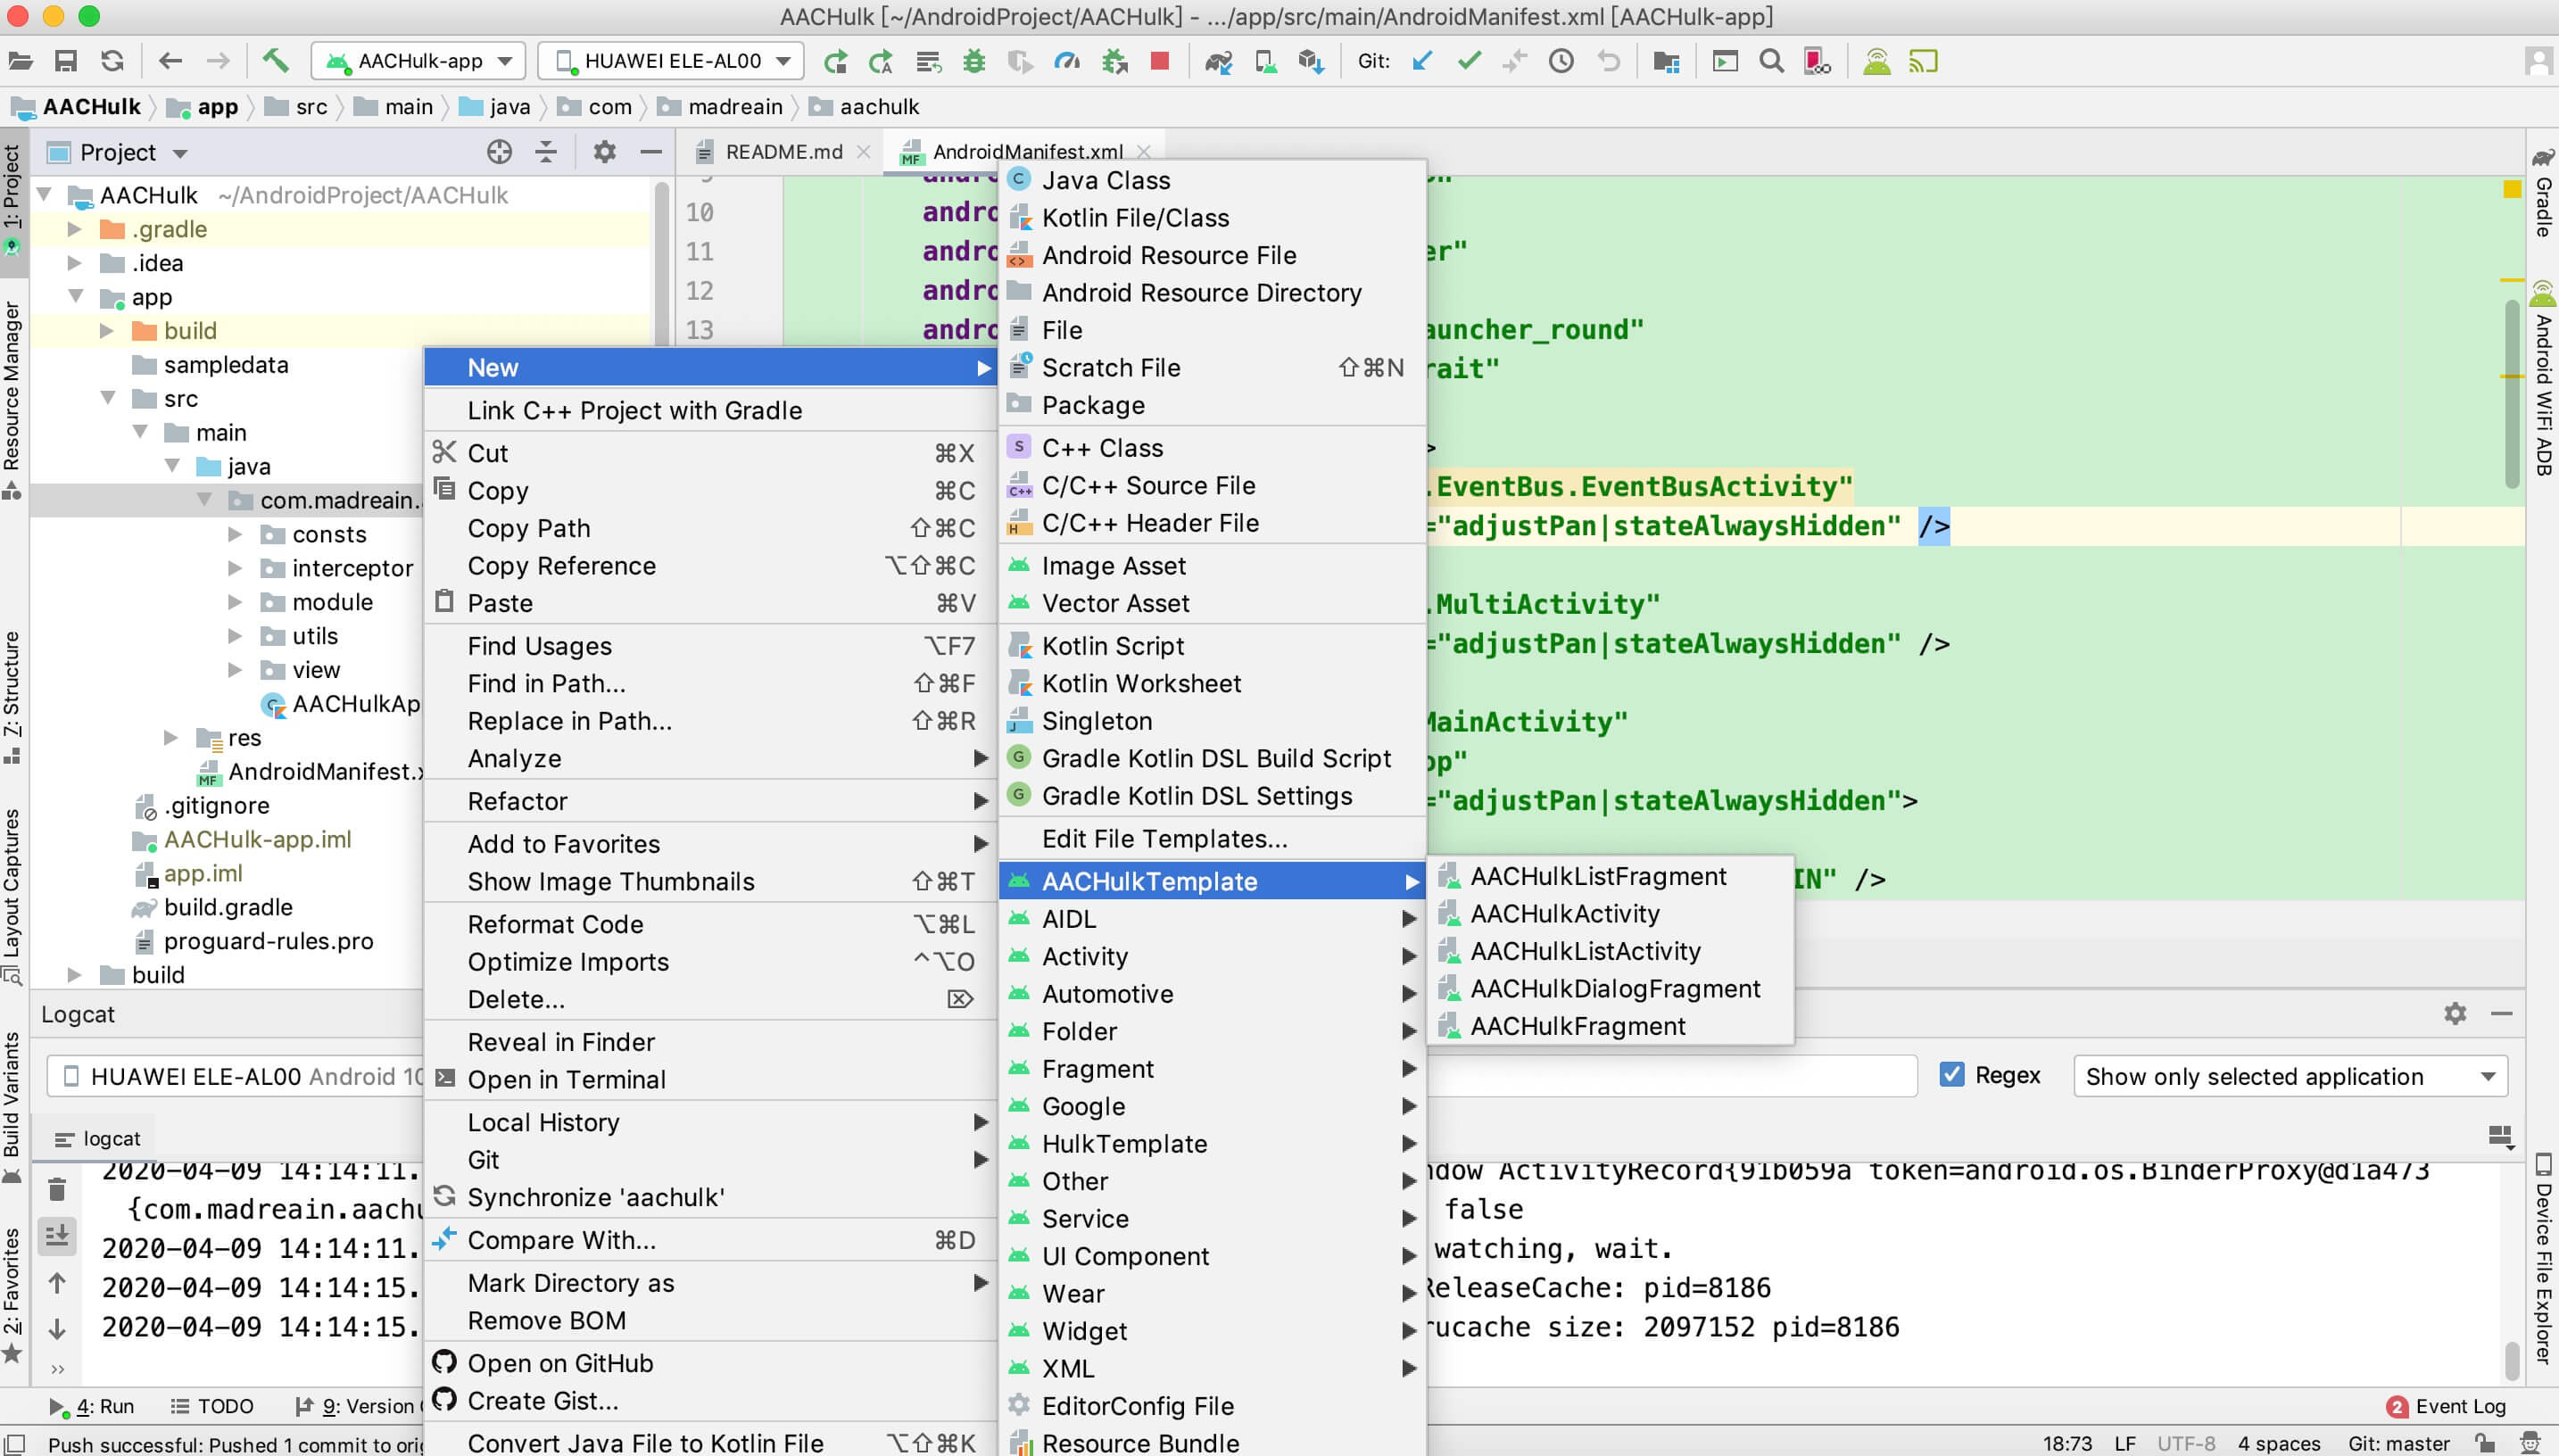 AACHulk [~/AndroidProject/AACHulk] - .../app/src/main/AndroidManifest.xml [AACHulk-app]
AACHulk-app
HUAWEI ELE-AL00
Git:
AACHulk
app
src
main
java
com
madreain
aachulk
1: Project
Resource Manager
7: Structure
Layout Captures
Build Variants
2: Favorites
Project
AACHulk ~/AndroidProject/AACHulk
.gradle
.idea
app
build
sampledata
src
main
java
com.madreain.
consts
interceptor
module
utils
view
AACHulkAp
res
AndroidManifest.x
.gitignore
AACHulk-app.iml
app.iml
build.gradle
proguard-rules.pro
build
README.md
AndroidManifest.xml
10
11
12
13
andro
andro
andro
andro
er"
auncher_round"
rait"
>
.EventBus.EventBusActivity"
="adjustPan|stateAlwaysHidden" />
.MultiActivity"
="adjustPan|stateAlwaysHidden" />
MainActivity"
op"
="adjustPan|stateAlwaysHidden">
IN" />
New
Link C++ Project with Gradle
Cut ⌘X
Copy ⌘C
Copy Path ⇧⌘C
Copy Reference ⌥⇧⌘C
Paste ⌘V
Find Usages ⌥F7
Find in Path... ⇧⌘F
Replace in Path... ⇧⌘R
Analyze
Refactor
Add to Favorites
Show Image Thumbnails ⇧⌘T
Reformat Code ⌥⌘L
Optimize Imports ^⌥O
Delete... ⌦
Reveal in Finder
Open in Terminal
Local History
Git
Synchronize 'aachulk'
Compare With... ⌘D
Mark Directory as
Remove BOM
Open on GitHub
Create Gist...
Convert Java File to Kotlin File ⌥⇧⌘K
Java Class
Kotlin File/Class
Android Resource File
Android Resource Directory
File
Scratch File ⇧⌘N
Package
C++ Class
C/C++ Source File
C/C++ Header File
Image Asset
Vector Asset
Kotlin Script
Kotlin Worksheet
Singleton
Gradle Kotlin DSL Build Script
Gradle Kotlin DSL Settings
Edit File Templates...
AACHulkTemplate
AIDL
Activity
Automotive
Folder
Fragment
Google
HulkTemplate
Other
Service
UI Component
Wear
Widget
XML
EditorConfig File
Resource Bundle
AACHulkListFragment
AACHulkActivity
AACHulkListActivity
AACHulkDialogFragment
AACHulkFragment
Gradle
Android WiFi ADB
Device File Explorer
Logcat
HUAWEI ELE-AL00 Android 10
Regex
Show only selected application
logcat
2020-04-09 14:14:11. ndow ActivityRecord{91b059a token=android.os.BinderProxy@d1a473
{com.madreain.aachu false
2020-04-09 14:14:11. watching, wait.
2020-04-09 14:14:15. ReleaseCache: pid=8186
2020-04-09 14:14:15. rucache size: 2097152 pid=8186
4: Run
TODO
9: Version
2 Event Log
Push successful: Pushed 1 commit to orig
18:73
LF
UTF-8
4 spaces
Git: master